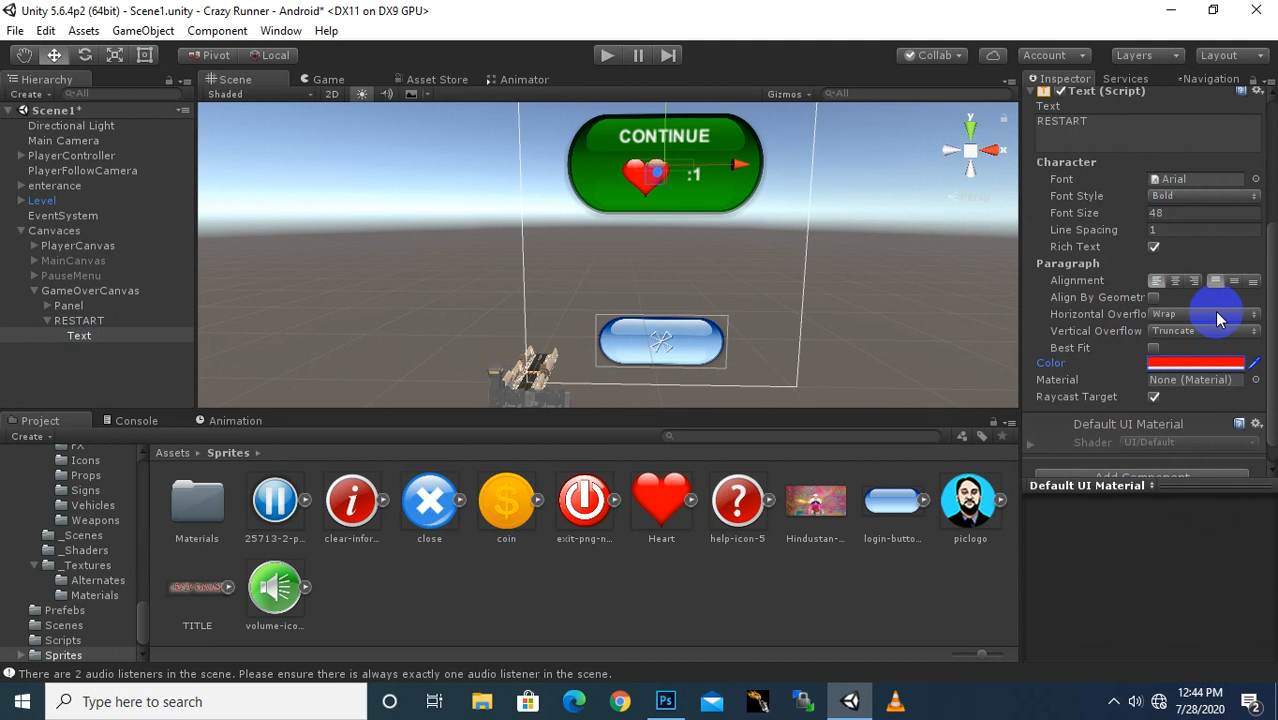 Unity 5.6.4p2 (64bit) - Scene1.unity - Crazy Runner - Android* <DX11 on DX9 GPU>
File Edit Assets GameObject Component Window Help
Pivot Local Collab Account Layers Layout
Hierarchy Scene Game Asset Store Animator Inspector Services Navigation
Create All Shaded 2D Gizmos All Text (Script)
Scene1*
Directional Light
Main Camera
PlayerController
PlayerFollowCamera
enterance
Level
EventSystem
Canvaces
PlayerCanvas
MainCanvas
PauseMenu
GameOverCanvas
Panel
RESTART
Text
CONTINUE
:1
y
x
Persp
Text
RESTART
Character
Font Arial
Font Style Bold
Font Size 48
Line Spacing 1
Rich Text
Paragraph
Alignment
Align By Geometr
Horizontal Overflo Wrap
Vertical Overflow Truncate
Best Fit
Color
Material None (Material)
Raycast Target
Default UI Material
Shader UI/Default
Add Component
Default UI Material
Project Console Animation
Create
FX
Icons
Props
Signs
Vehicles
Weapons
_Scenes
_Shaders
_Textures
Alternates
Materials
Prefebs
Scenes
Scripts
Sprites
Assets Sprites
Materials 25713-2-p... clear-infor... close coin exit-png-n... Heart help-icon-5 Hindustan-... login-butto... piclogo
CRAZY RUNNER
TITLE volume-ico...
There are 2 audio listeners in the scene. Please ensure there is always exactly one audio listener in the scene.
Type here to search
Ps
12:44 PM
7/28/2020
2